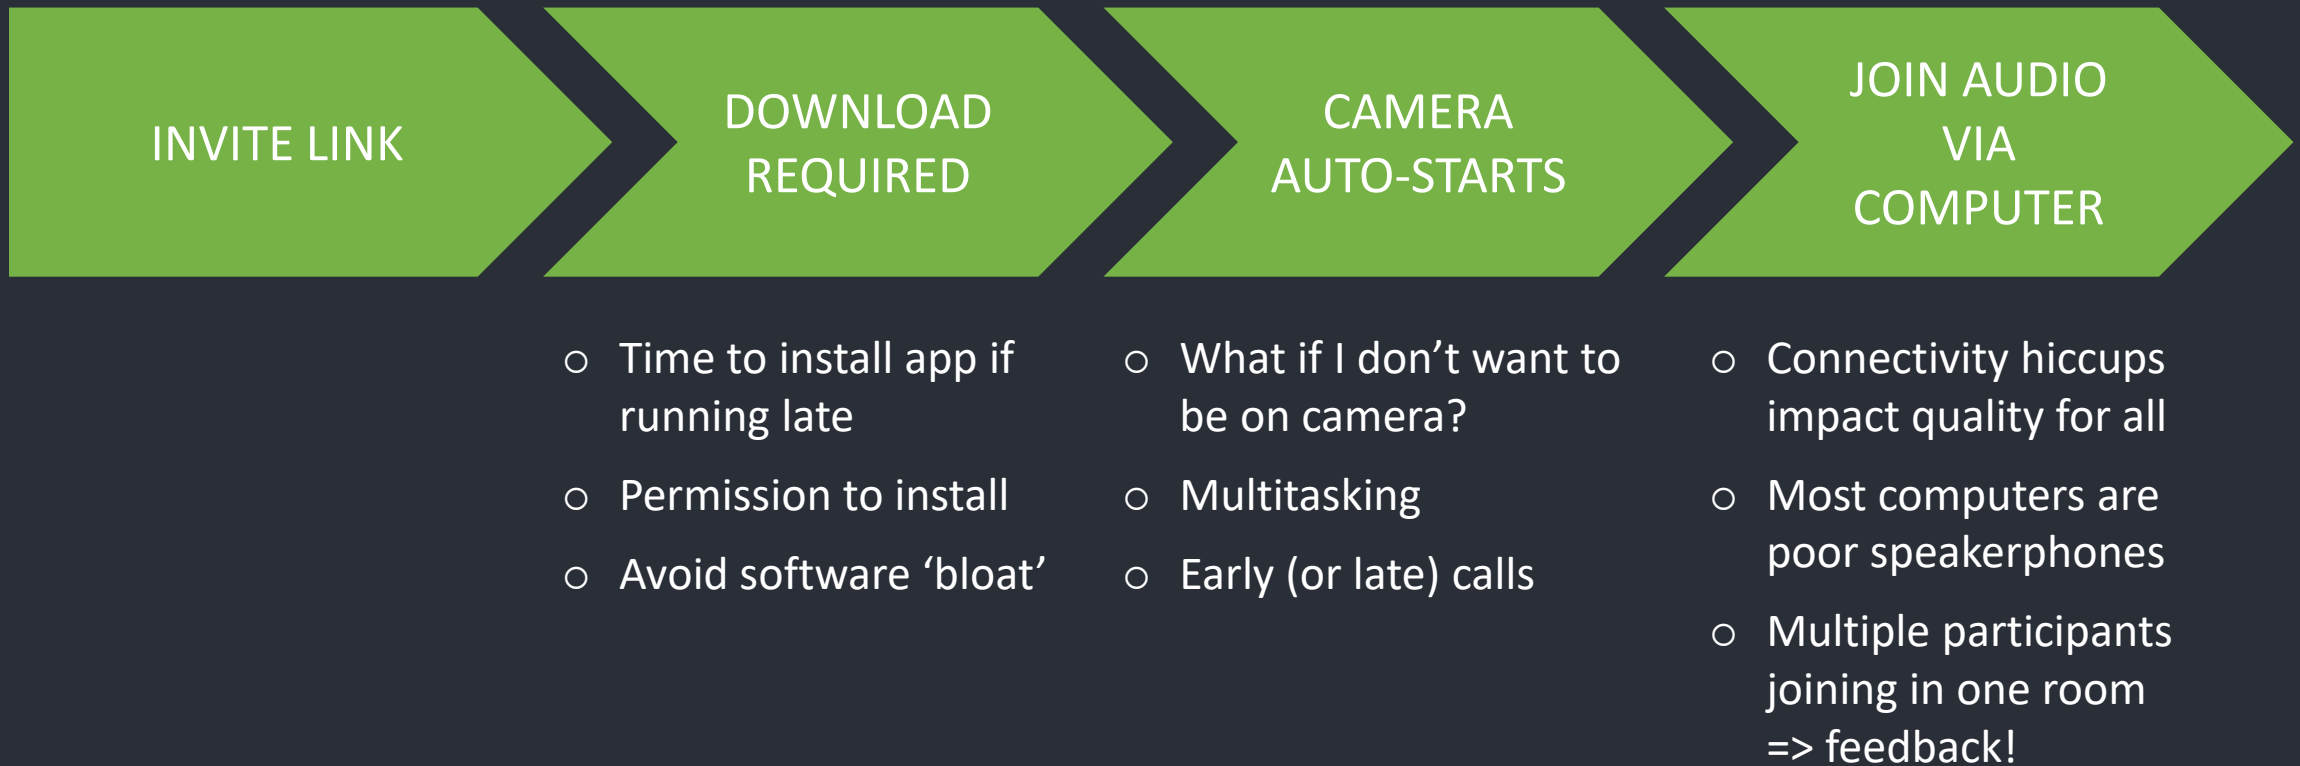 INVITE LINK
DOWNLOAD
REQUIRED
CAMERA
AUTO-STARTS
JOIN AUDIO
VIA
COMPUTER
○ Time to install app if
running late
○ Permission to install
○ Avoid software ‘bloat’
○ What if I don’t want to
be on camera?
○ Multitasking
○ Early (or late) calls
○ Connectivity hiccups
impact quality for all
○ Most computers are
poor speakerphones
○ Multiple participants
joining in one room
=> feedback!